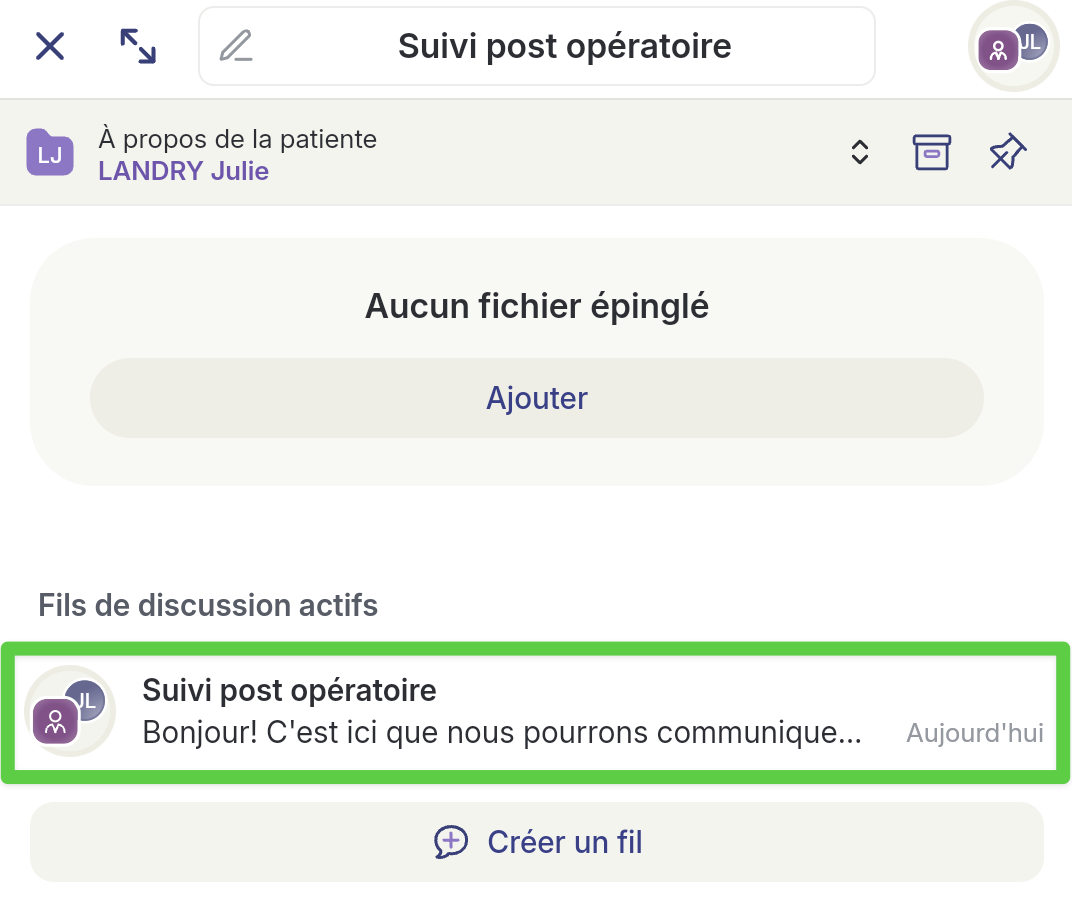 Suivi post opératoire
JL
LJ
À propos de la patiente
LANDRY Julie
Aucun fichier épinglé
Ajouter
Fils de discussion actifs
JL
Suivi post opératoire
Bonjour! C'est ici que nous pourrons communique...
Aujourd'hui
Créer un fil